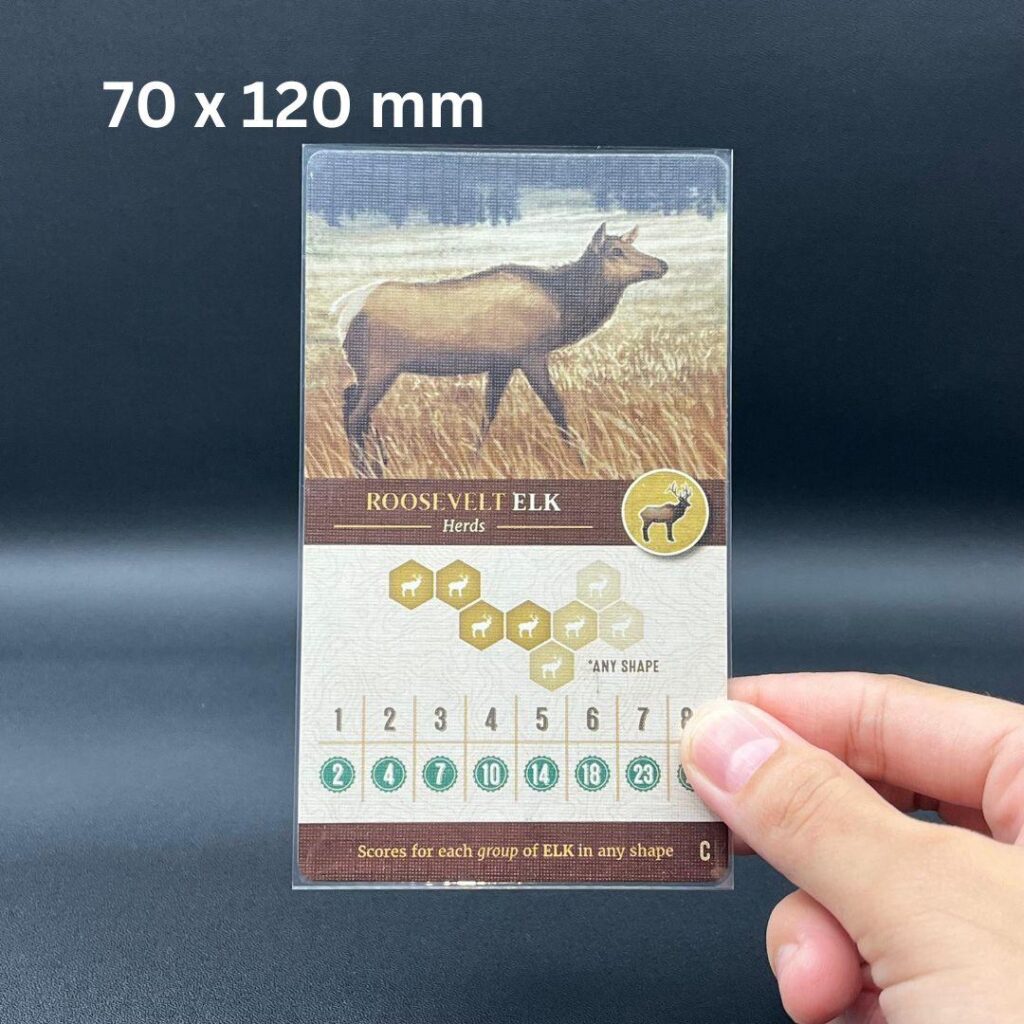 70 x 120 mm
ROOSEVELT ELK
Herds
*ANY SHAPE
1 2 3 4 5 6 7 8
2 4 7 10 14 18 23
Scores for each group of ELK in any shape C